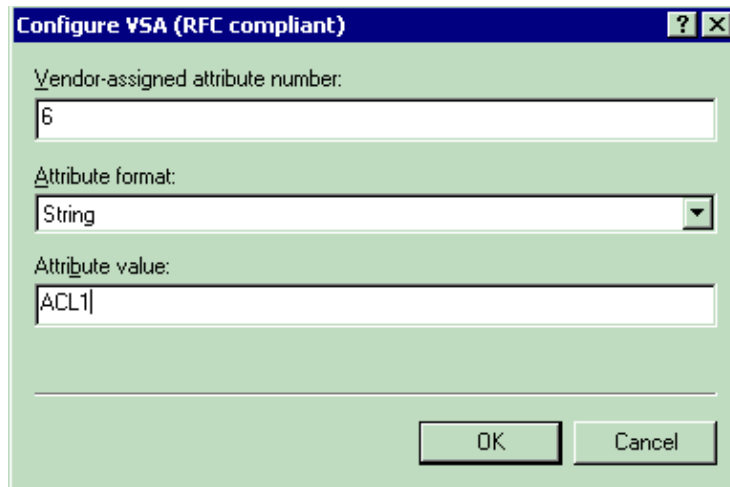 Configure VSA (RFC compliant)
Vendor-assigned attribute number:
6
Attribute format:
String
Attribute value:
ACL1
OK Cancel